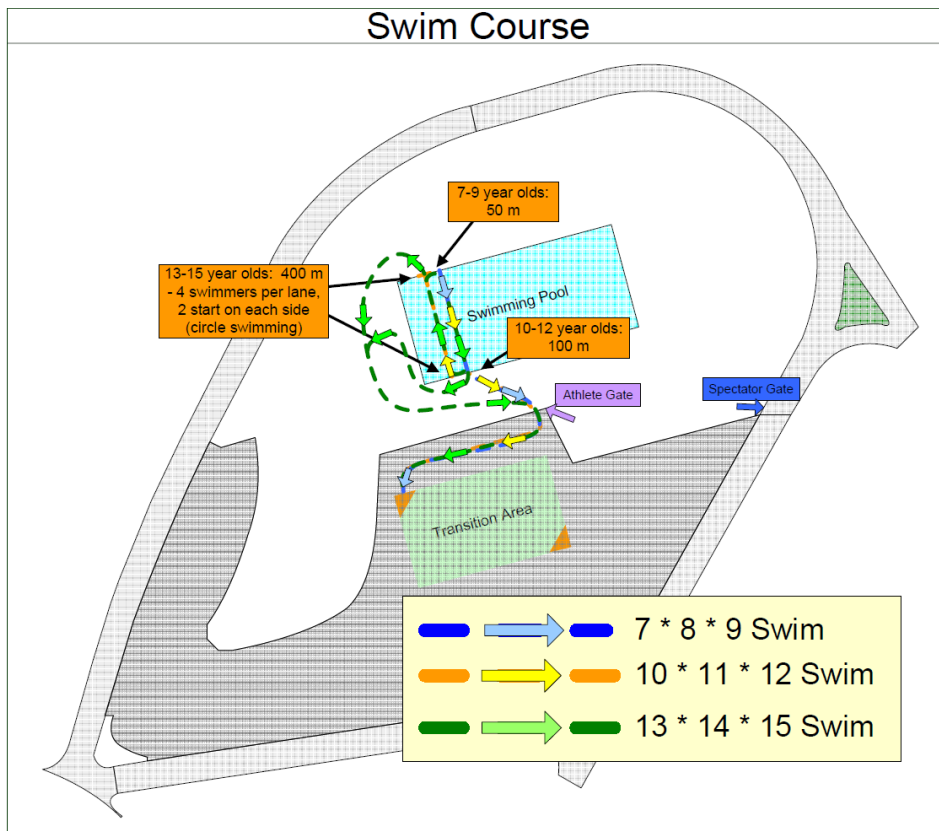 Swim Course
7-9 year olds:
50 m
13-15 year olds:  400 m
- 4 swimmers per lane,
2 start on each side
(circle swimming)
Swimming Pool
10-12 year olds:
100 m
Athlete Gate
Spectator Gate
Transition Area
7 * 8 * 9 Swim
10 * 11 * 12 Swim
13 * 14 * 15 Swim